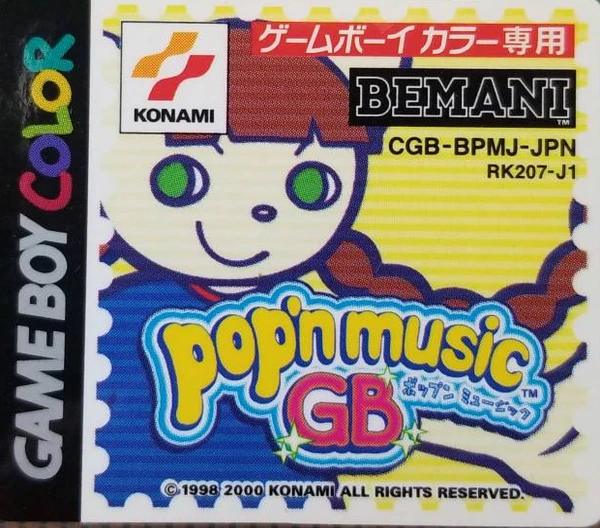 GAME BOY COLOR
KONAMI
ゲームボーイカラー専用
BEMANI™
CGB-BPMJ-JPN
RK207-J1
pop'n music™
GB
ポップン ミュージック
© 1998 2000 KONAMI ALL RIGHTS RESERVED.